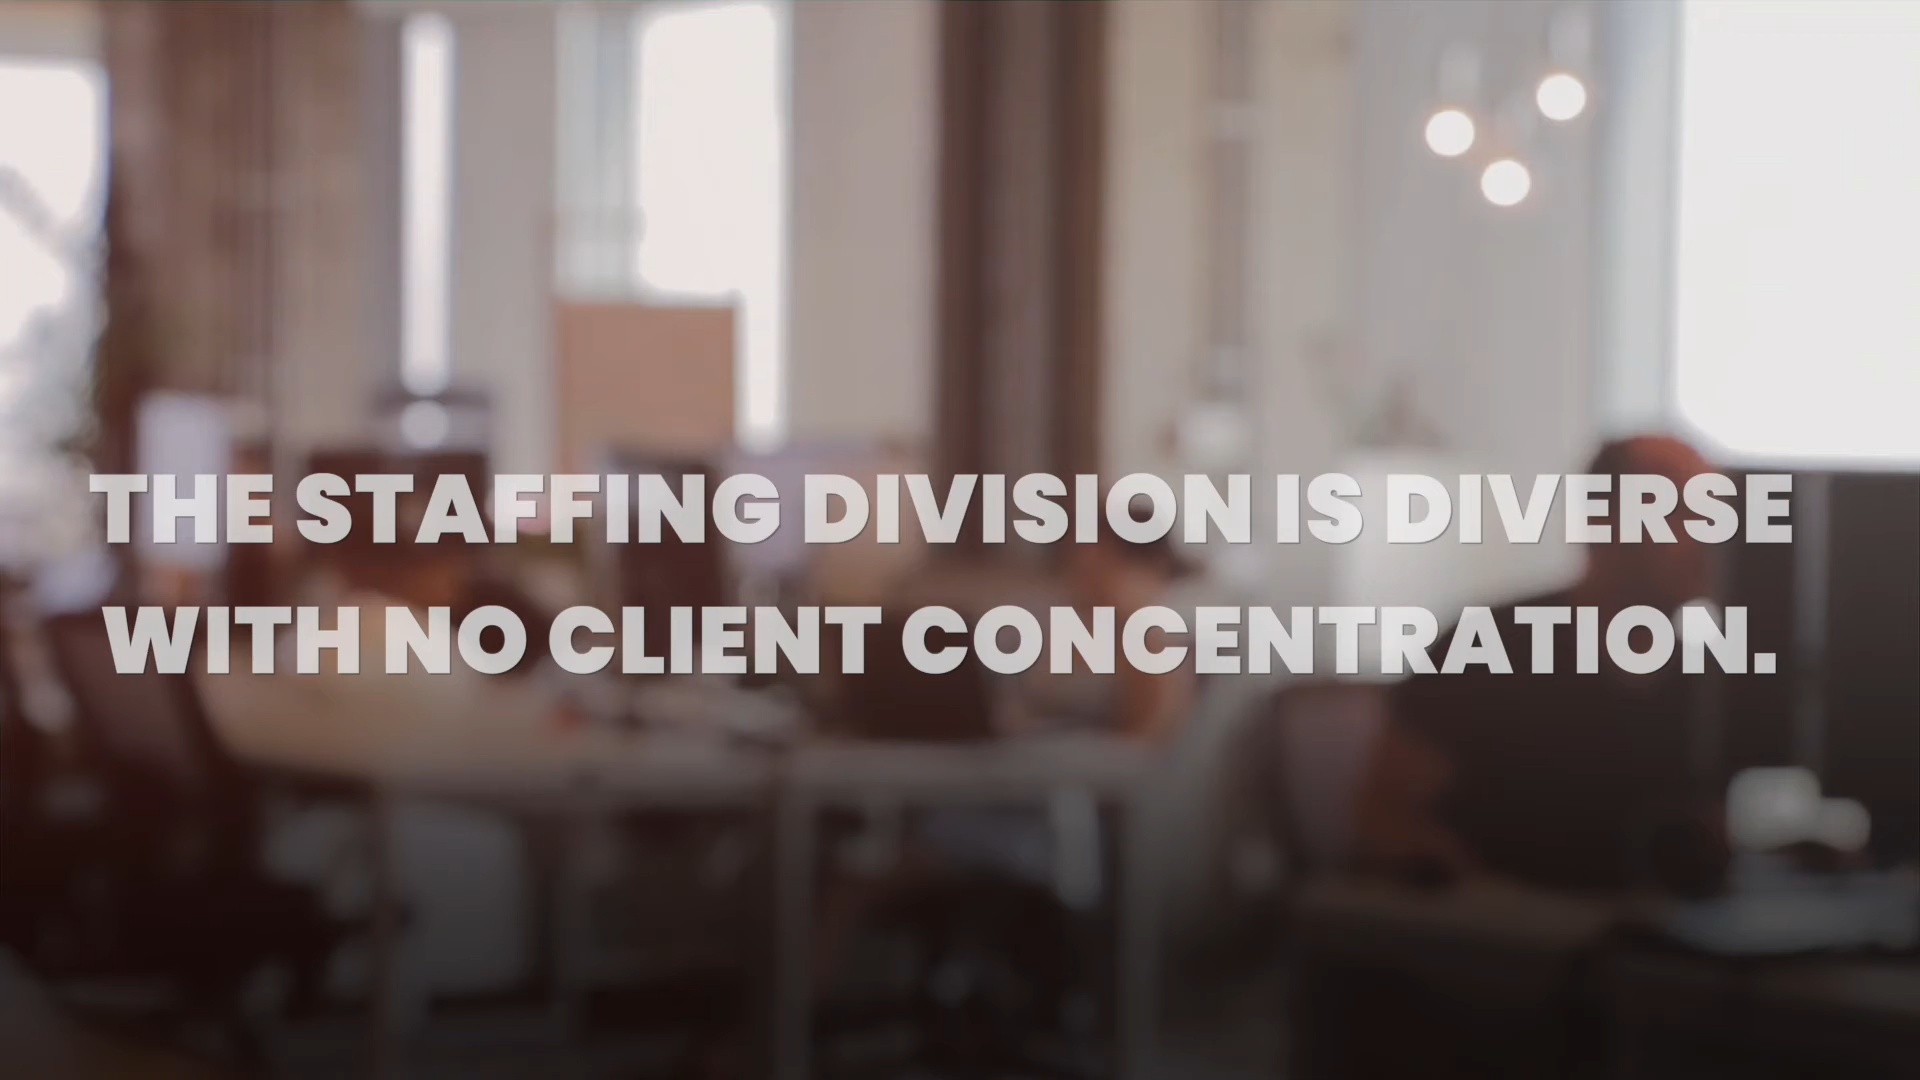 THE STAFFING DIVISION IS DIVERSE
WITH NO CLIENT CONCENTRATION.